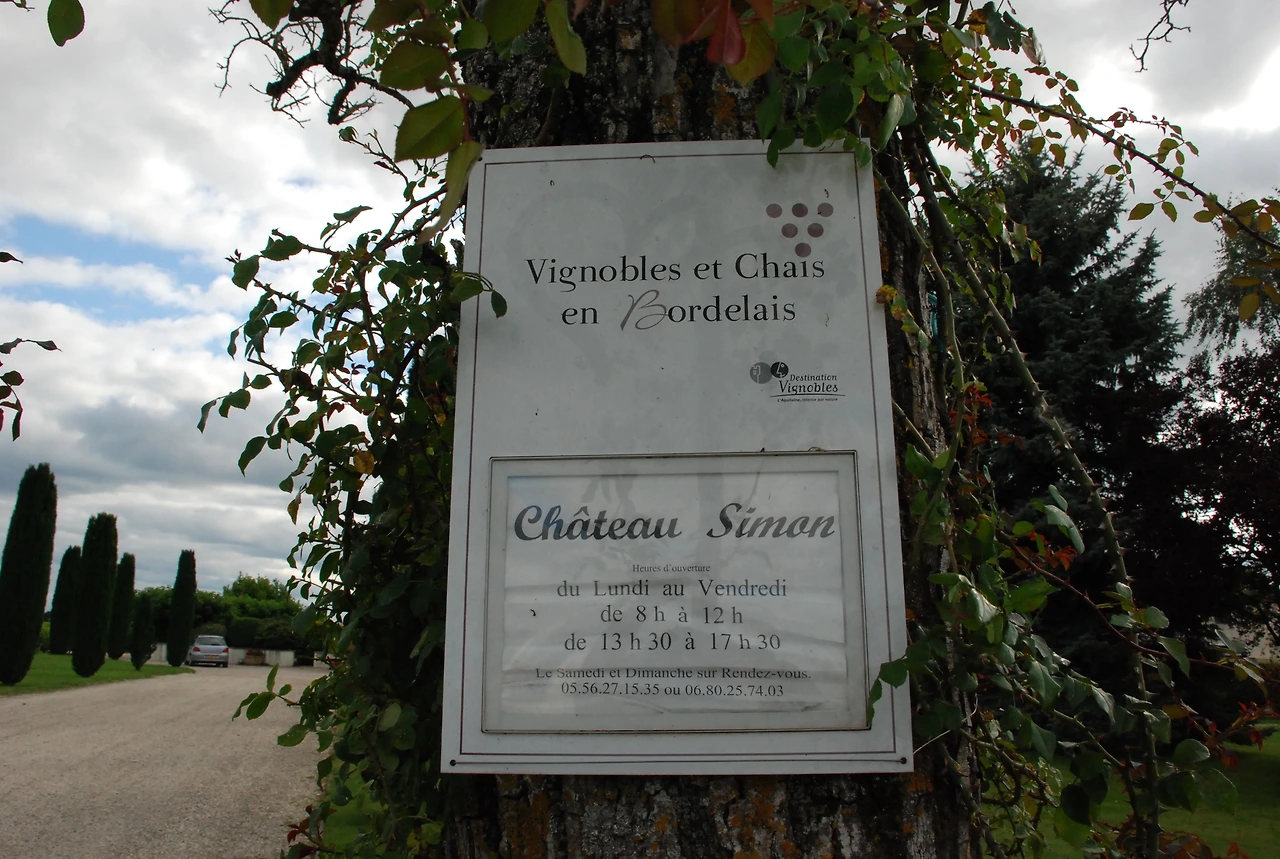 Vignobles et Chais
en Bordelais
Destination
Vignobles
Château Simon
Heures d'ouverture
du Lundi au Vendredi
de 8 h à 12 h
de 13 h 30 à 17 h 30
Le Samedi et Dimanche sur Rendez-vous.
05.56.27.15.35 ou 06.80.25.74.03